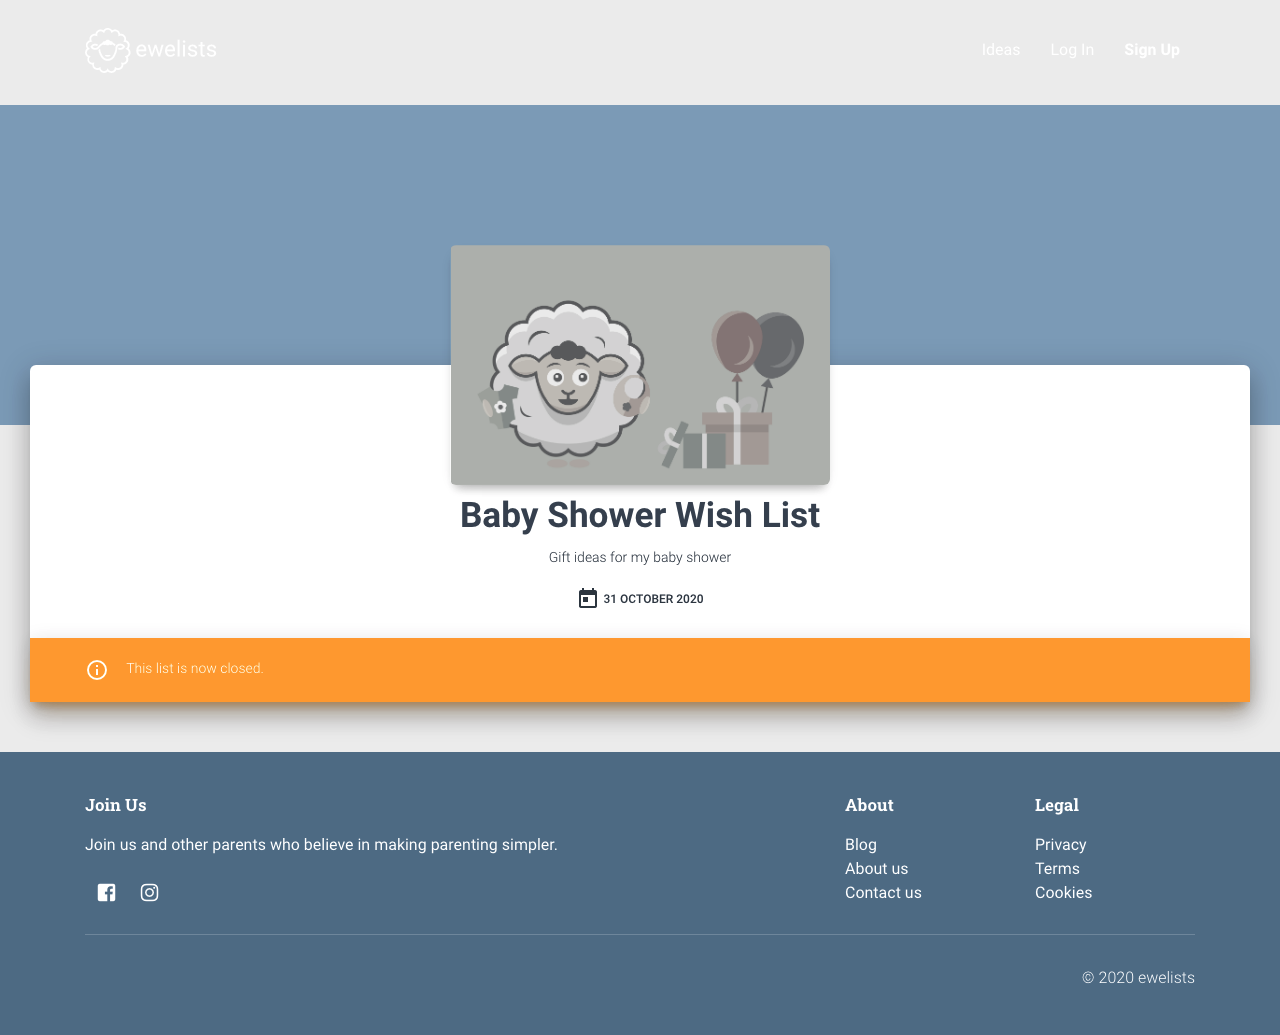 ewelists
Ideas
Log In
Sign Up
Baby Shower Wish List
Gift ideas for my baby shower
31 OCTOBER 2020
This list is now closed.
Join Us
Join us and other parents who believe in making parenting simpler.
About
Blog
About us
Contact us
Legal
Privacy
Terms
Cookies
© 2020 ewelists